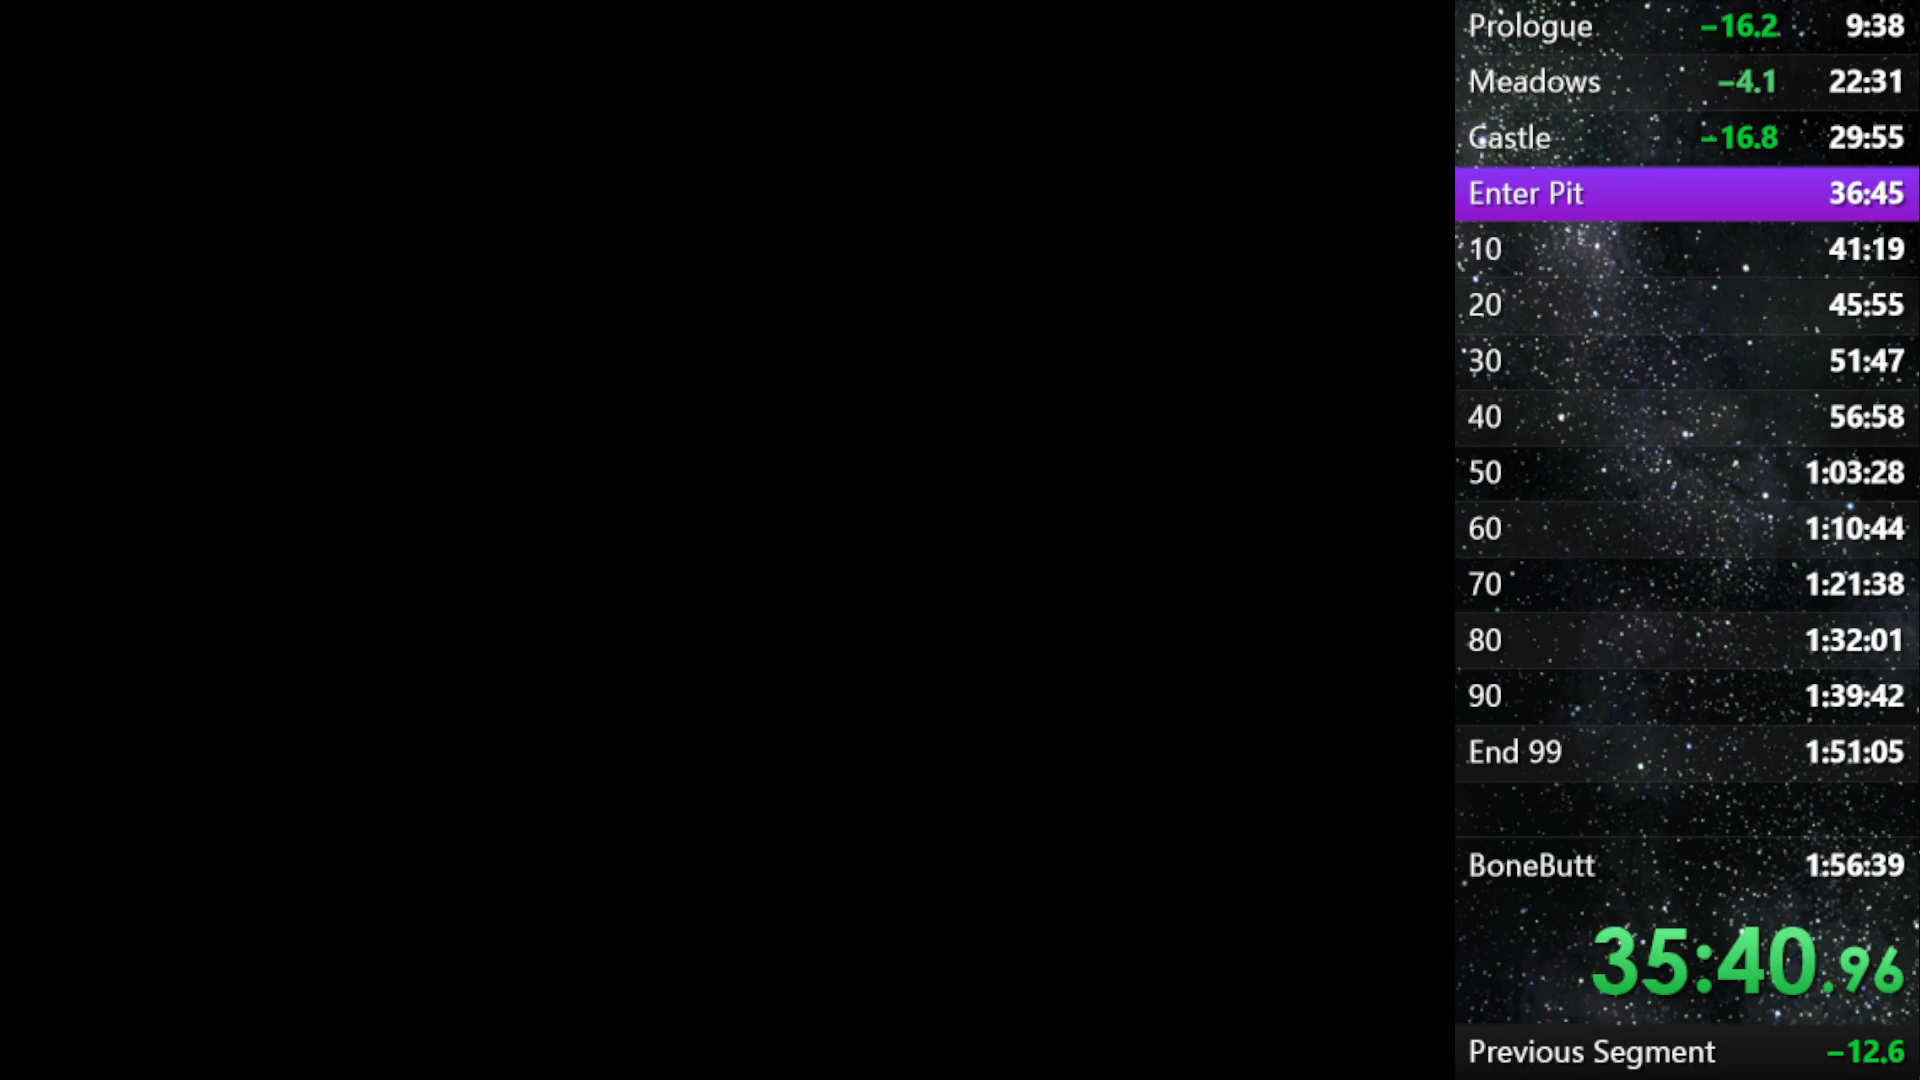 Prologue −16.2 9:38
Meadows −4.1 22:31
Castle −16.8 29:55
Enter Pit 36:45
10 41:19
20 45:55
30 51:47
40 56:58
50 1:03:28
60 1:10:44
70 1:21:38
80 1:32:01
90 1:39:42
End 99 1:51:05
BoneButt 1:56:39
35:40.96
Previous Segment −12.6